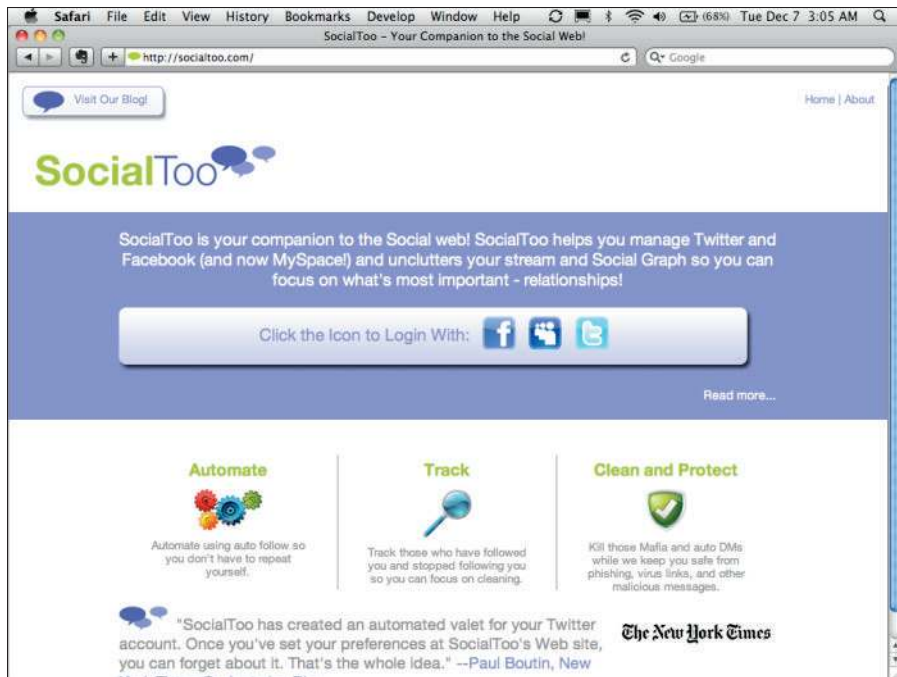 Safari File Edit View History Bookmarks Develop Window Help (68%) Tue Dec 7 3:05 AM
SocialToo – Your Companion to the Social Web!
http://socialtoo.com/
Google
Visit Our Blog!
Home | About
SocialToo
SocialToo is your companion to the Social web! SocialToo helps you manage Twitter and
Facebook (and now MySpace!) and unclutters your stream and Social Graph so you can
focus on what's most important - relationships!
Click the Icon to Login With:
Read more...
Automate
Automate using auto follow so
you don't have to repeat
yourself.
Track
Track those who have followed
you and stopped following you
so you can focus on cleaning.
Clean and Protect
Kill those Mafia and auto DMs
while we keep you safe from
phishing, virus links, and other
malicious messages.
"SocialToo has created an automated valet for your Twitter
account. Once you've set your preferences at SocialToo's Web site,
you can forget about it. That's the whole idea." --Paul Boutin, New
The New York Times